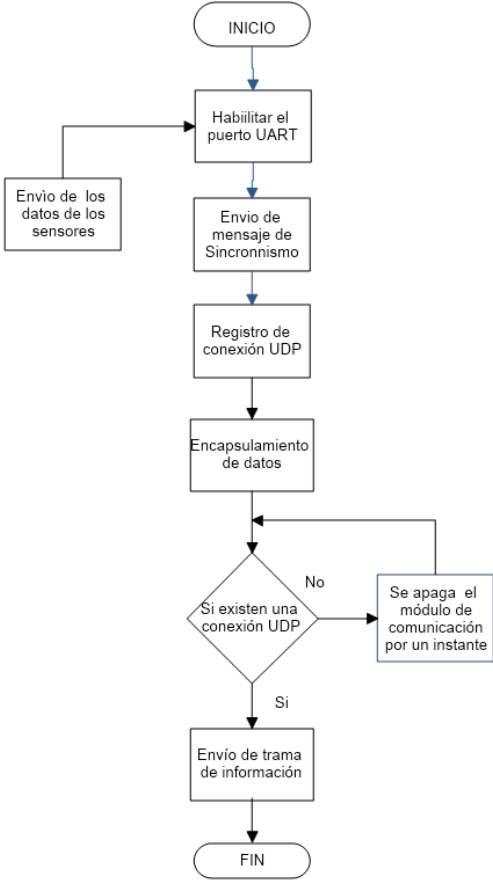 INICIO
Habiilitar el
puerto UART
Envìo de los
datos de los
sensores
Envio de
mensaje de
Sincronnismo
Registro de
conexión UDP
Encapsulamiento
de datos
No
Si existen una
conexión UDP
Se apaga el
módulo de
comunicación
por un instante
Si
Envío de trama
de información
FIN